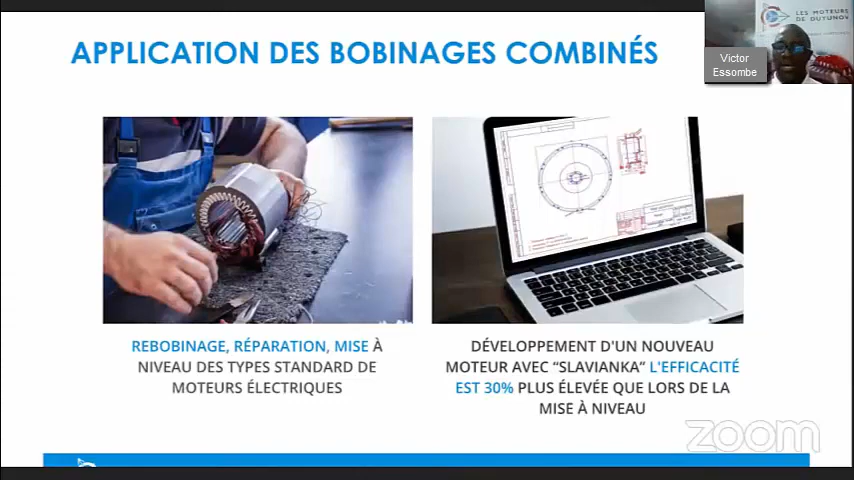 APPLICATION DES BOBINAGES COMBINÉS
LES MOTEURS
DE DUYUNOV
Victor
Essombe
REBOBINAGE, RÉPARATION, MISE À
NIVEAU DES TYPES STANDARD DE
MOTEURS ÉLECTRIQUES
DÉVELOPPEMENT D'UN NOUVEAU
MOTEUR AVEC “SLAVIANKA” L'EFFICACITÉ
EST 30% PLUS ÉLEVÉE QUE LORS DE LA
MISE À NIVEAU
zoom